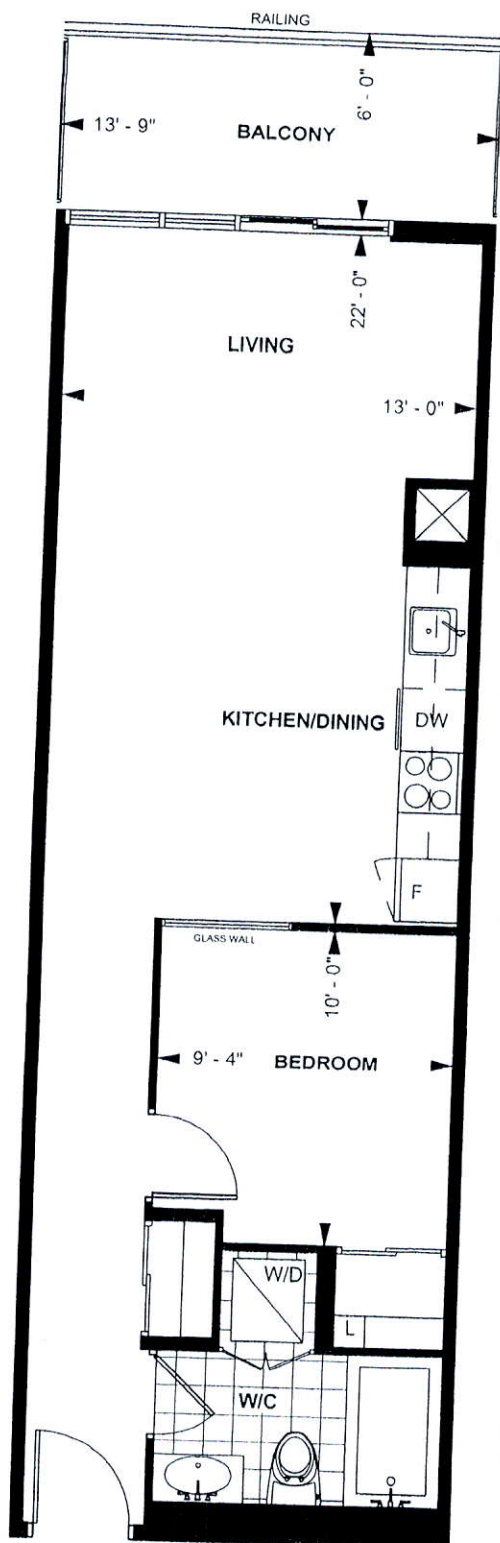 RAILING
6' - 0"
13' - 9"
BALCONY
22' - 0"
LIVING
13' - 0"
KITCHEN/DINING
DW
F
GLASS WALL
10' - 0"
9' - 4"
BEDROOM
W/D
L
W/C